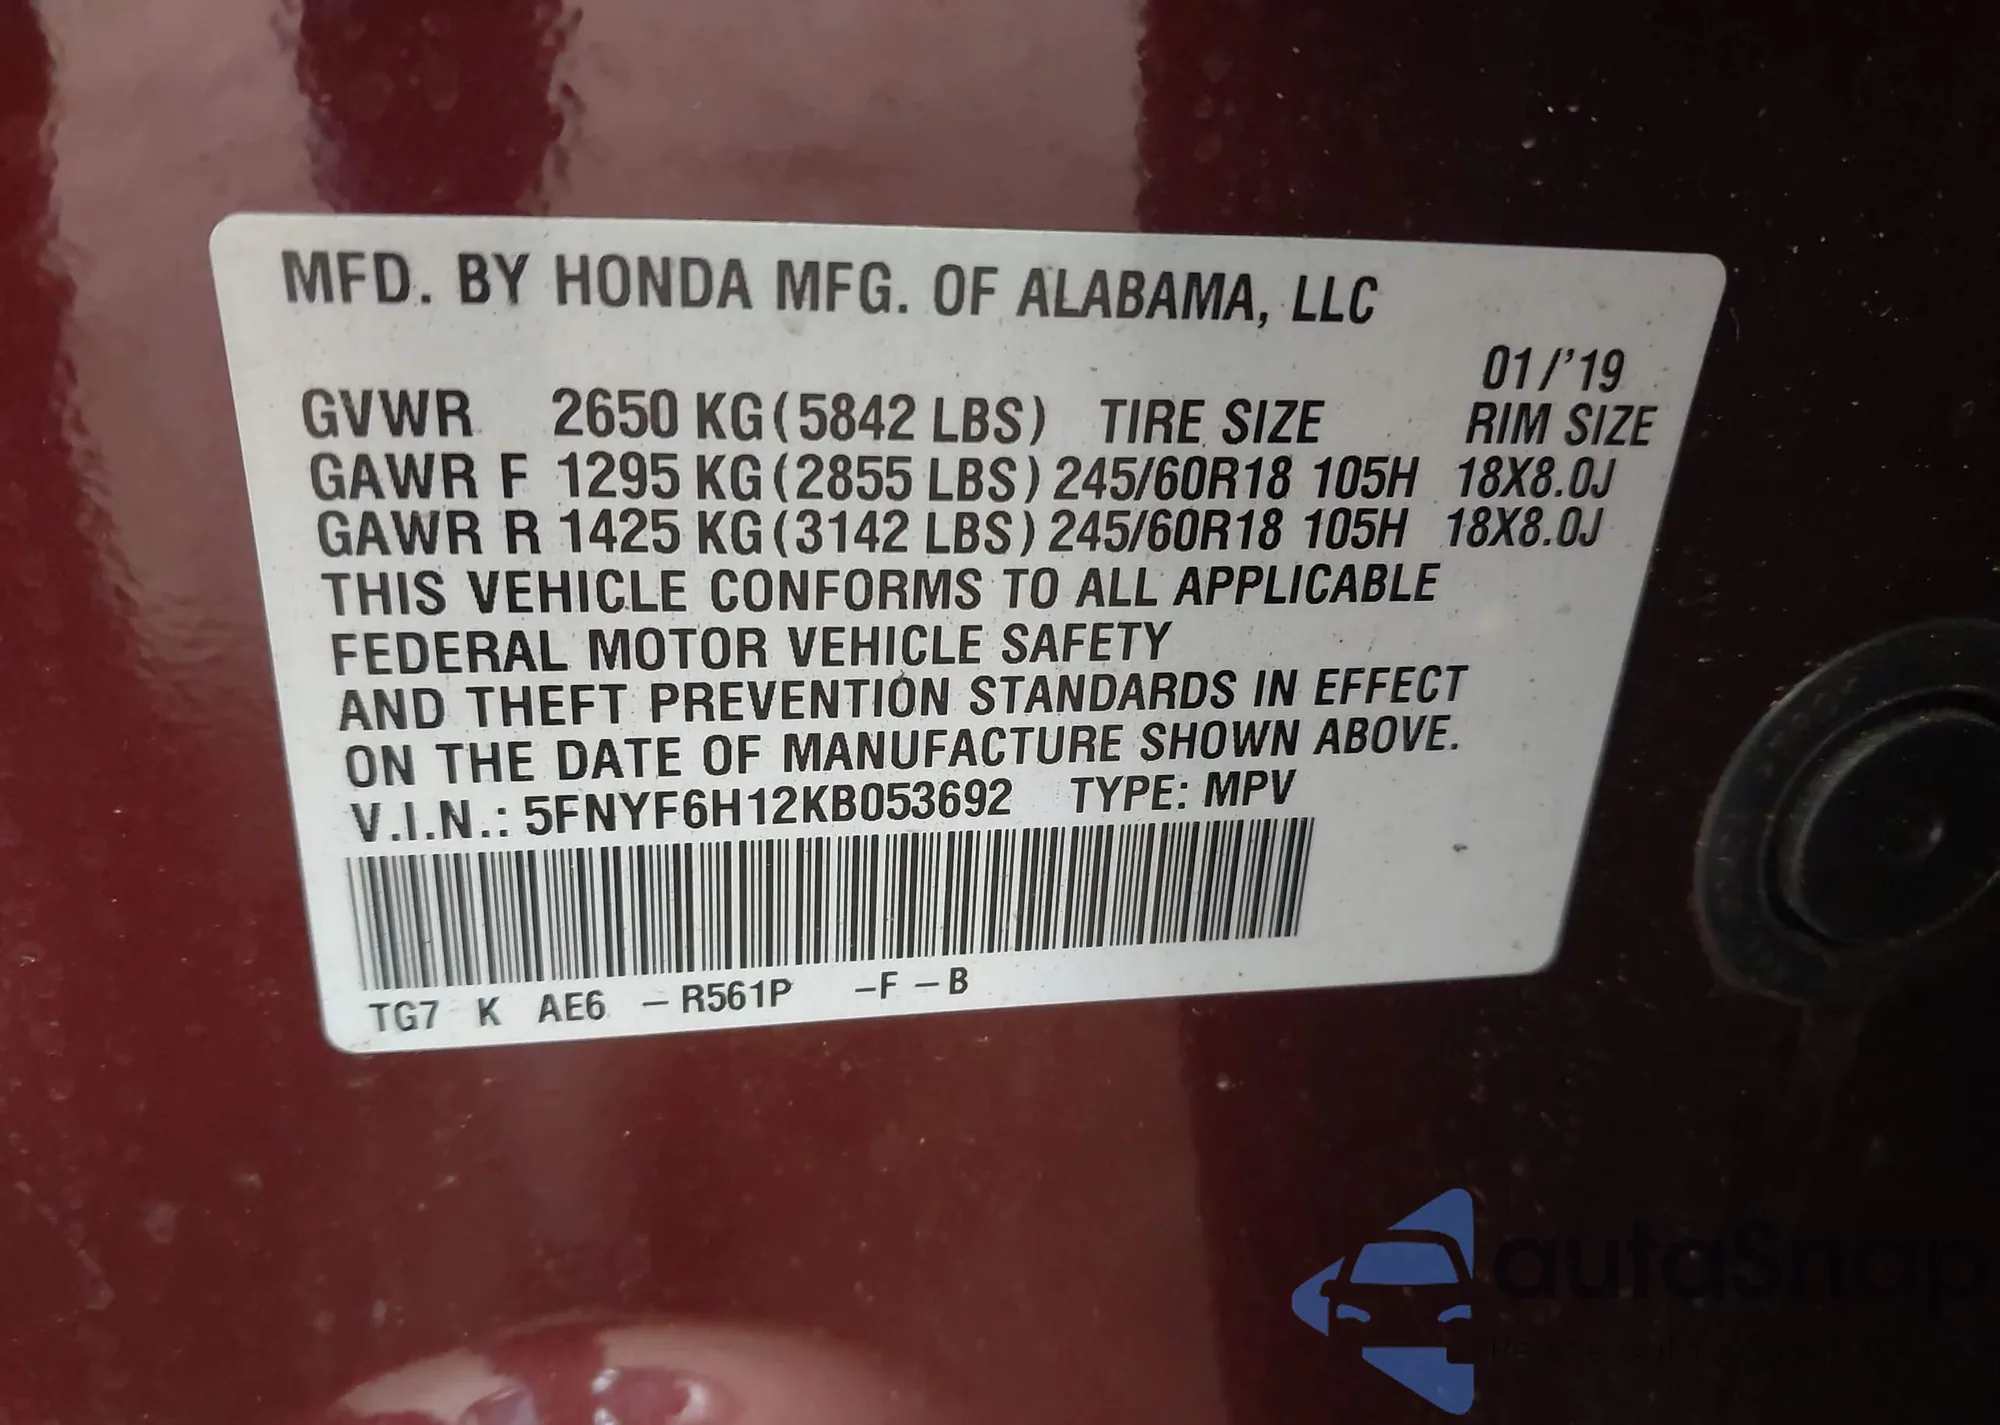 MFD. BY HONDA MFG. OF ALABAMA, LLC
01/'19
GVWR 2650 KG (5842 LBS) TIRE SIZE RIM SIZE
GAWR F 1295 KG (2855 LBS) 245/60R18 105H 18X8.0J
GAWR R 1425 KG (3142 LBS) 245/60R18 105H 18X8.0J
THIS VEHICLE CONFORMS TO ALL APPLICABLE
FEDERAL MOTOR VEHICLE SAFETY
AND THEFT PREVENTION STANDARDS IN EFFECT
ON THE DATE OF MANUFACTURE SHOWN ABOVE.
V.I.N.: 5FNYF6H12KB053692 TYPE: MPV
TG7 K AE6 – R561P – F – B
autaSnap